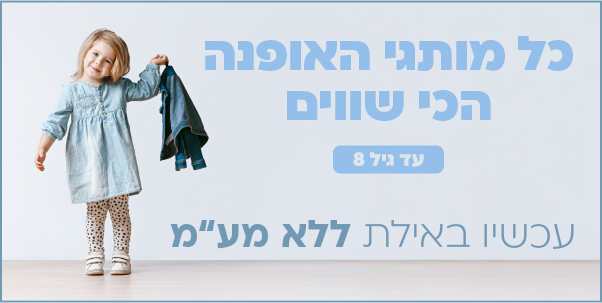 כל מותגי האופנה
הכי שווים
עד גיל 8
עכשיו באילת ללא מע״מ